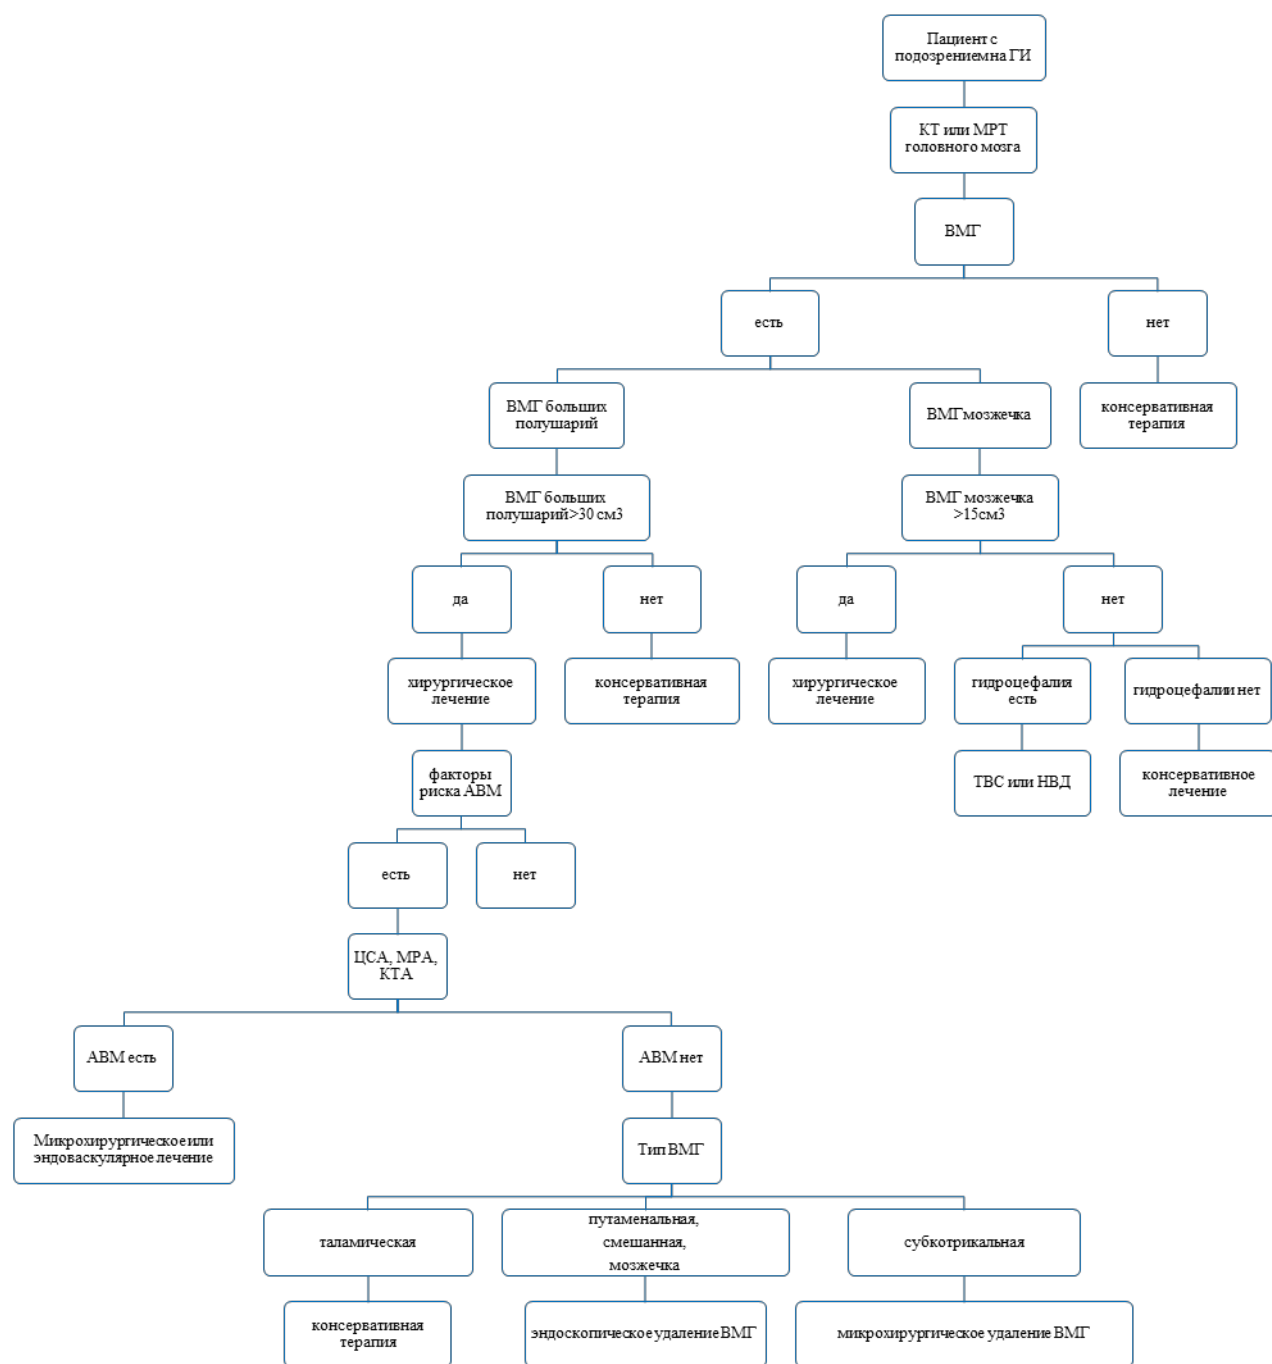 Пациент с
подозрениемна ГИ
КТ или МРТ
головного мозга
ВМГ
есть
нет
ВМГ больших
полушарий
ВМГ мозжечка
консервативная
терапия
ВМГ больших
полушарий>30 см3
ВМГ мозжечка
>15см3
да
нет
да
нет
хирургическое
лечение
консервативная
терапия
хирургическое
лечение
гидроцефалия
есть
гидроцефалии нет
факторы
риска АВМ
ТВС или НВД
консервативное
лечение
есть
нет
ЦСА, МРА,
КТА
АВМ есть
АВМ нет
Микрохирургическое или
эндоваскулярное лечение
Тип ВМГ
таламическая
путаменальная,
смешанная,
мозжечка
субкотрикальная
консервативная
терапия
эндоскопическое удаление ВМГ
микрохирургическое удаление ВМГ